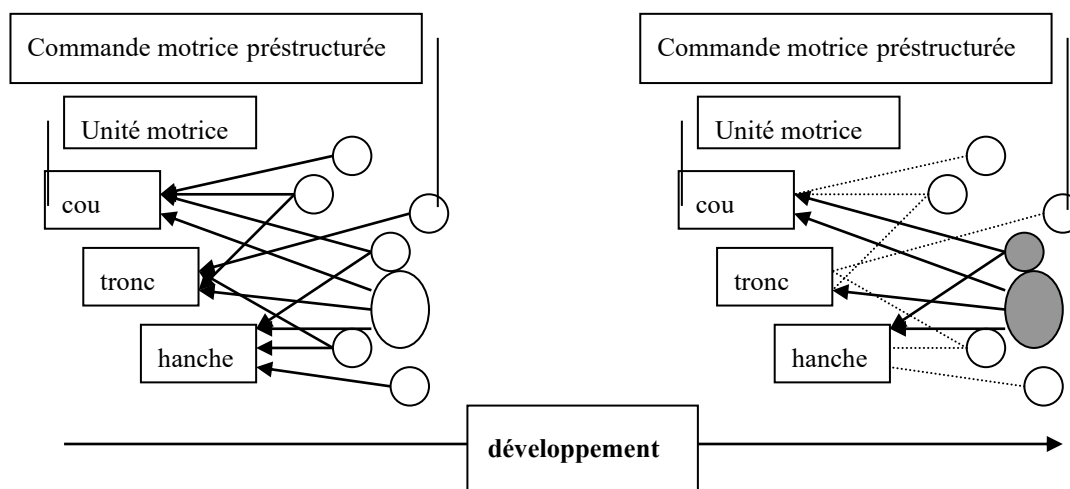 Commande motrice préstructurée
Unité motrice
cou
tronc
hanche
Commande motrice préstructurée
Unité motrice
cou
tronc
hanche
développement